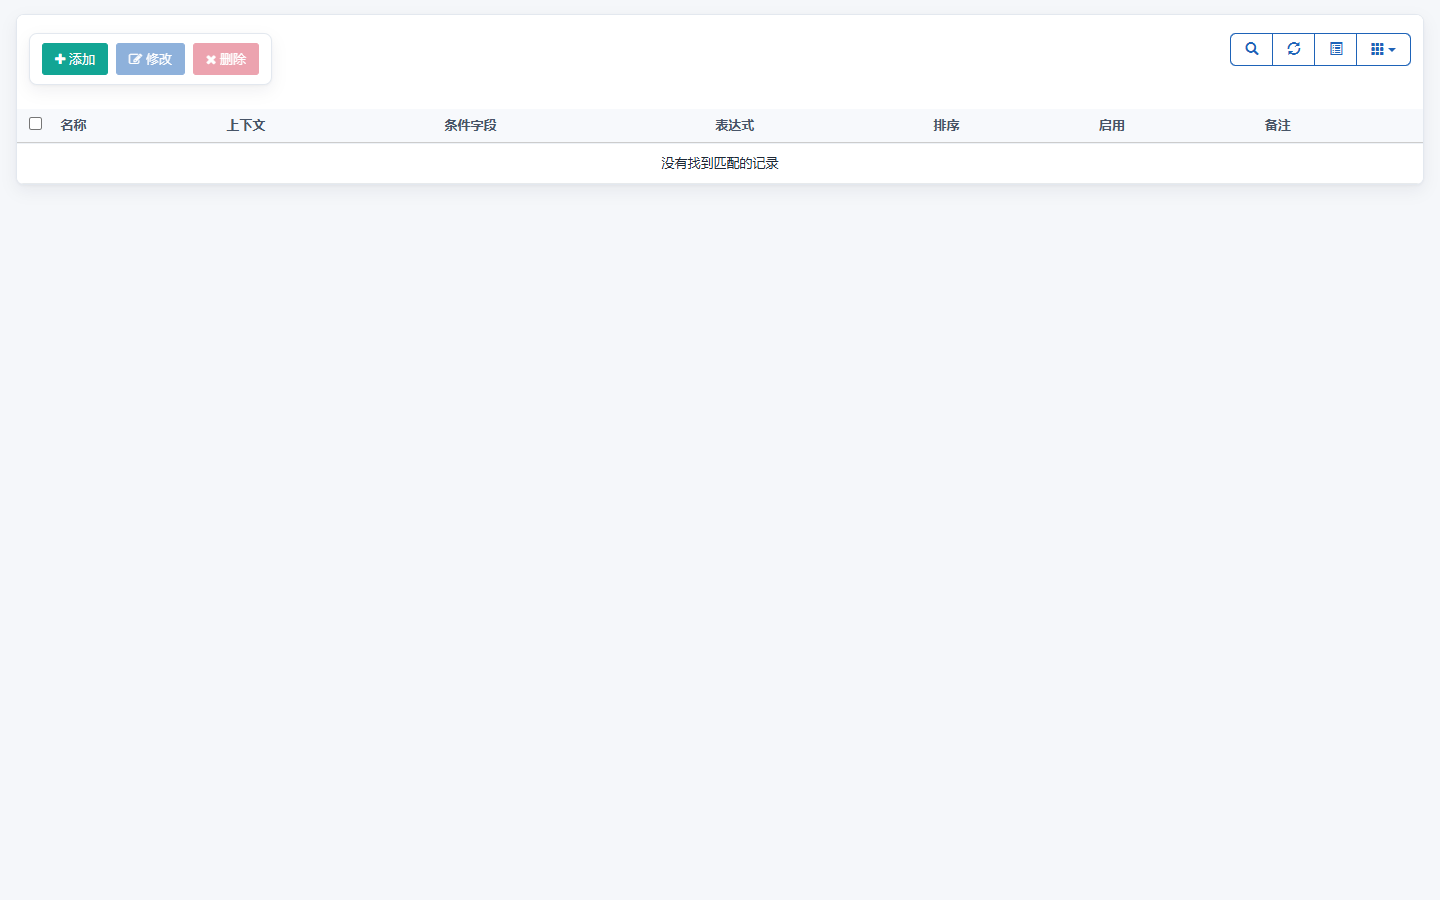 添加 修改 删除
名称 上下文 条件字段 表达式 排序 启用 备注
没有找到匹配的记录